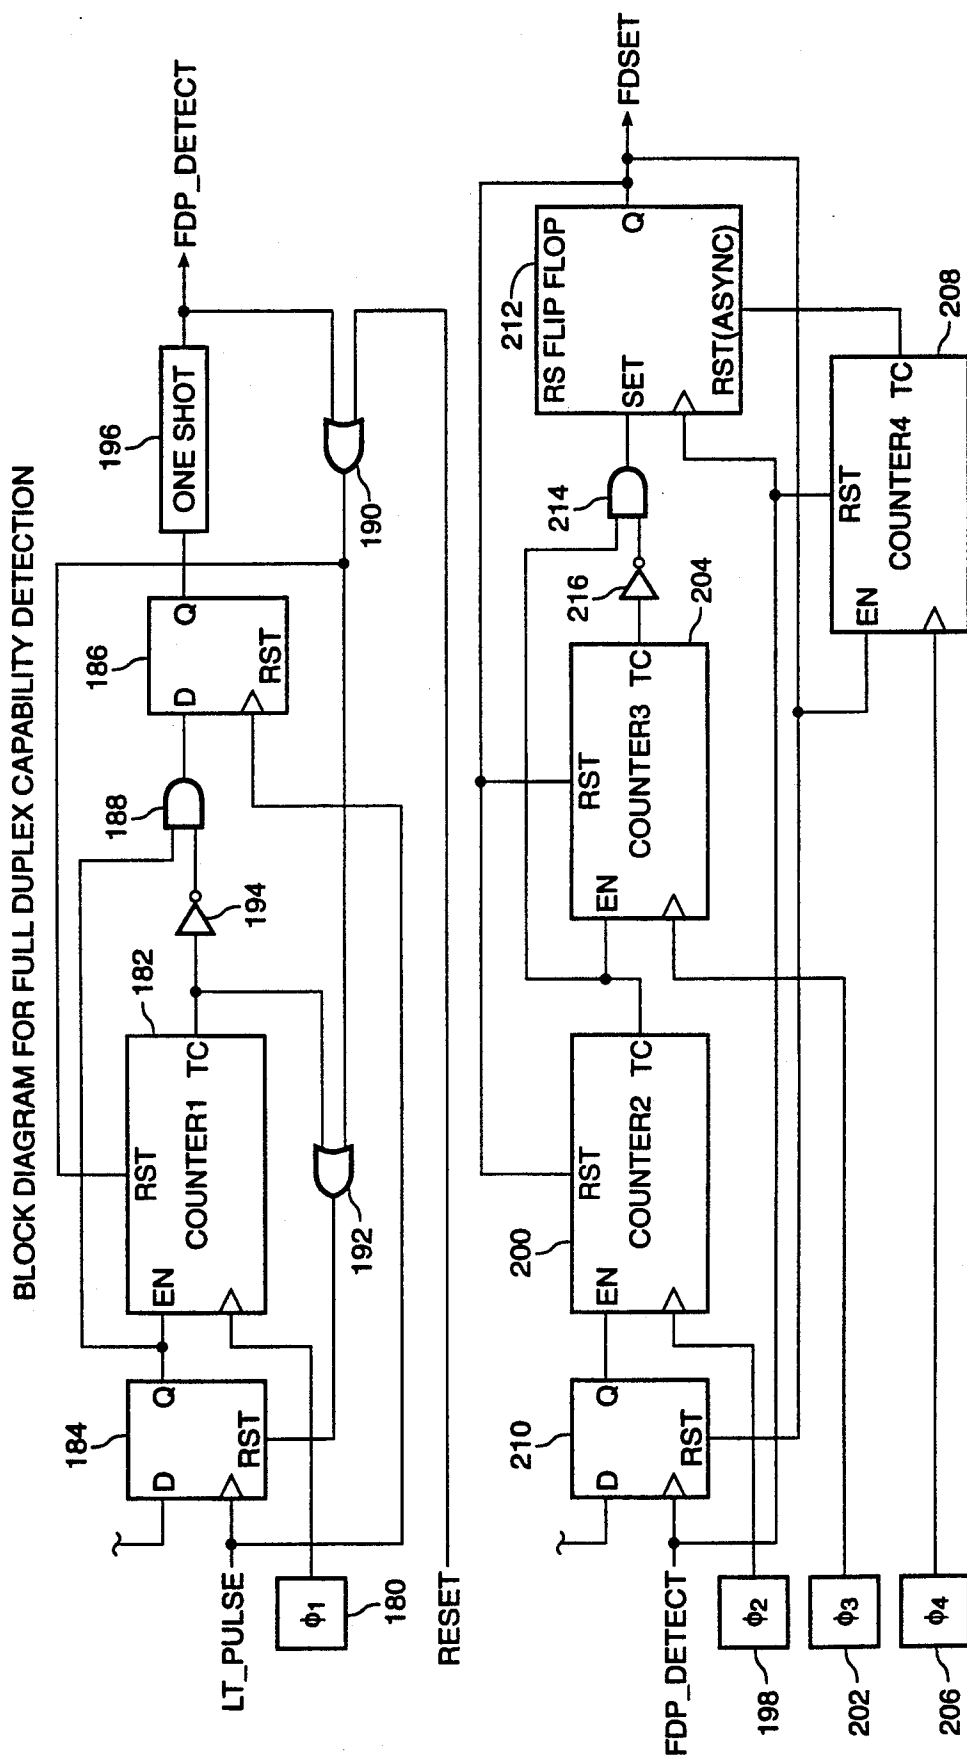 BLOCK DIAGRAM FOR FULL DUPLEX CAPABILITY DETECTION
184
D
Q
RST
LT_PULSE
ϕ1
180
RESET
182
RST
EN
COUNTER1
TC
192
194
188
186
D
Q
RST
190
196
ONE SHOT
FDP_DETECT
210
D
Q
RST
FDP_DETECT
ϕ2
198
ϕ3
202
ϕ4
206
200
RST
EN
COUNTER2
TC
RST
EN
COUNTER3
TC
204
216
214
212
RS FLIP FLOP
SET
Q
RST(ASYNC)
FDSET
RST
EN
COUNTER4
TC
208